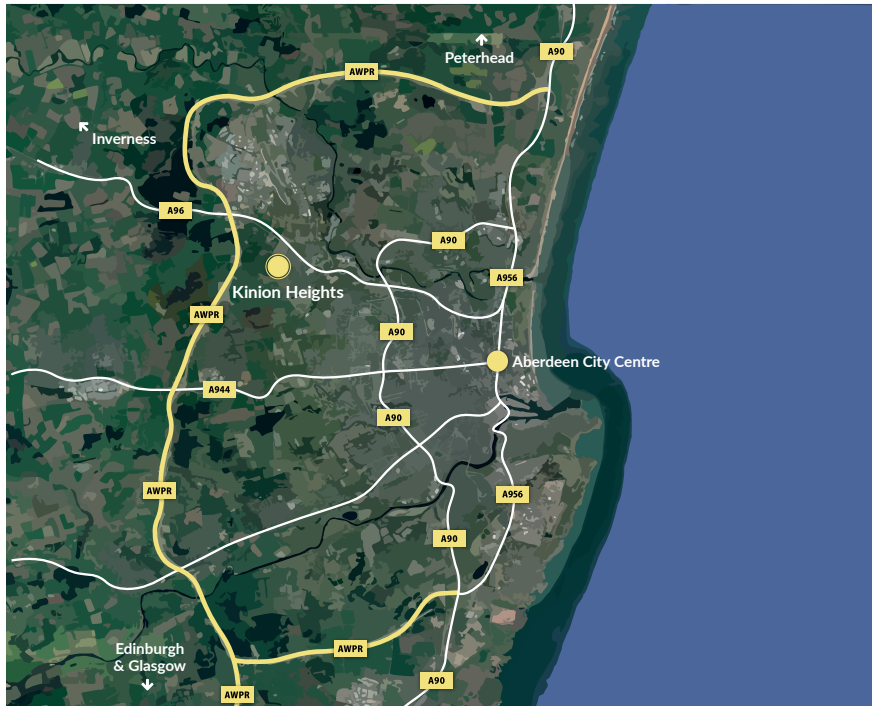 A90
Peterhead
AWPR
Inverness
A96
A90
A956
Kinion Heights
AWPR
A90
Aberdeen City Centre
A944
A90
AWPR
A956
A90
Edinburgh
& Glasgow
AWPR
A90
AWPR